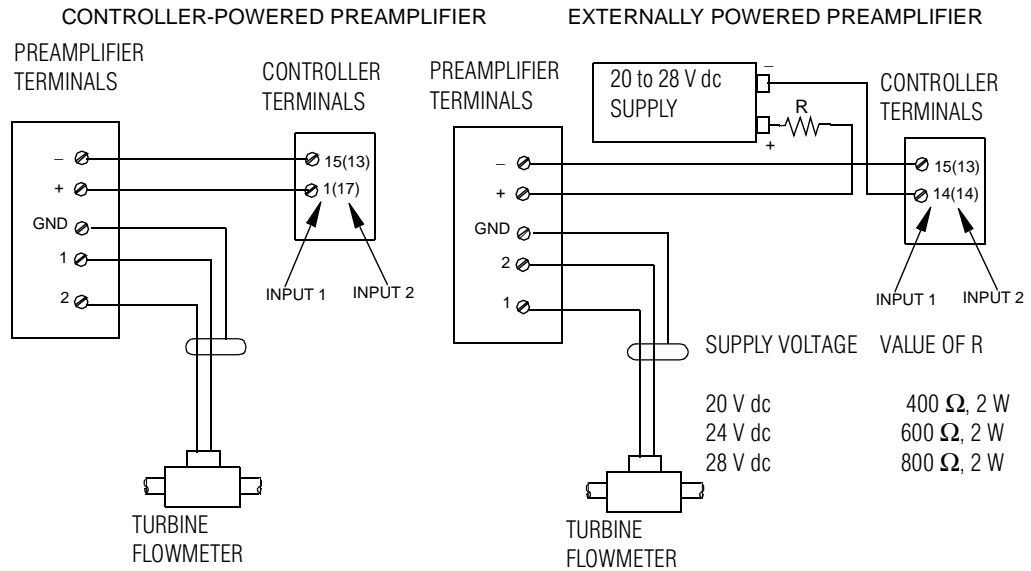 CONTROLLER-POWERED PREAMPLIFIER
PREAMPLIFIER
TERMINALS
CONTROLLER
TERMINALS
–
+
GND
1
2
15(13)
1(17)
INPUT 1
INPUT 2
TURBINE
FLOWMETER
EXTERNALLY POWERED PREAMPLIFIER
PREAMPLIFIER
TERMINALS
20 to 28 V dc
SUPPLY
–
+
R
CONTROLLER
TERMINALS
–
+
GND
2
1
15(13)
14(14)
INPUT 1
INPUT 2
TURBINE
FLOWMETER
SUPPLY VOLTAGE VALUE OF R
20 V dc 400 Ω, 2 W
24 V dc 600 Ω, 2 W
28 V dc 800 Ω, 2 W